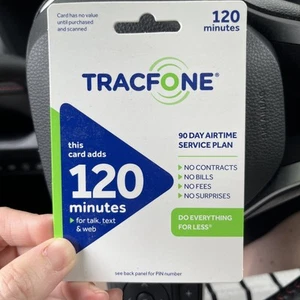 Card has no value
until purchased
and scanned
120
minutes
TRACFONE®
this
card adds
120
minutes
for talk, text
& web
90 DAY AIRTIME
SERVICE PLAN
NO CONTRACTS
NO BILLS
NO FEES
NO SURPRISES
DO EVERYTHING
FOR LESS®
see back panel for PIN number